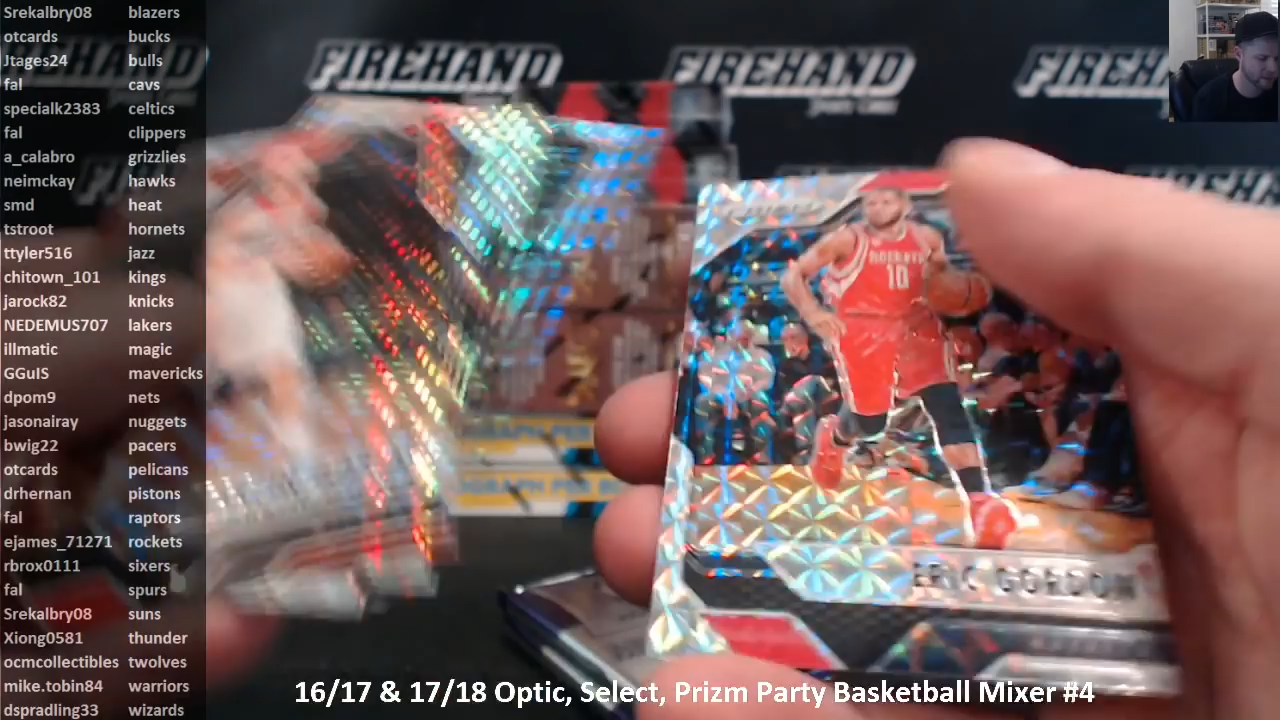 Srekalbry08 blazers
otcards bucks
Jtages24 bulls
fal cavs
specialk2383 celtics
fal clippers
a_calabro grizzlies
neimckay hawks
smd heat
tstroot hornets
ttyler516 jazz
chitown_101 kings
jarock82 knicks
NEDEMUS707 lakers
illmatic magic
GGuIS mavericks
dpom9 nets
jasonairay nuggets
bwig22 pacers
otcards pelicans
drhernan pistons
fal raptors
ejames_71271 rockets
rbrox0111 sixers
fal spurs
Srekalbry08 suns
Xiong0581 thunder
ocmcollectibles twolves
mike.tobin84 warriors
dspradling33 wizards
FIREHAND FIREHAND FIREHAND
ROCKETS
10
ERIC GORDON
16/17 & 17/18 Optic, Select, Prizm Party Basketball Mixer #4